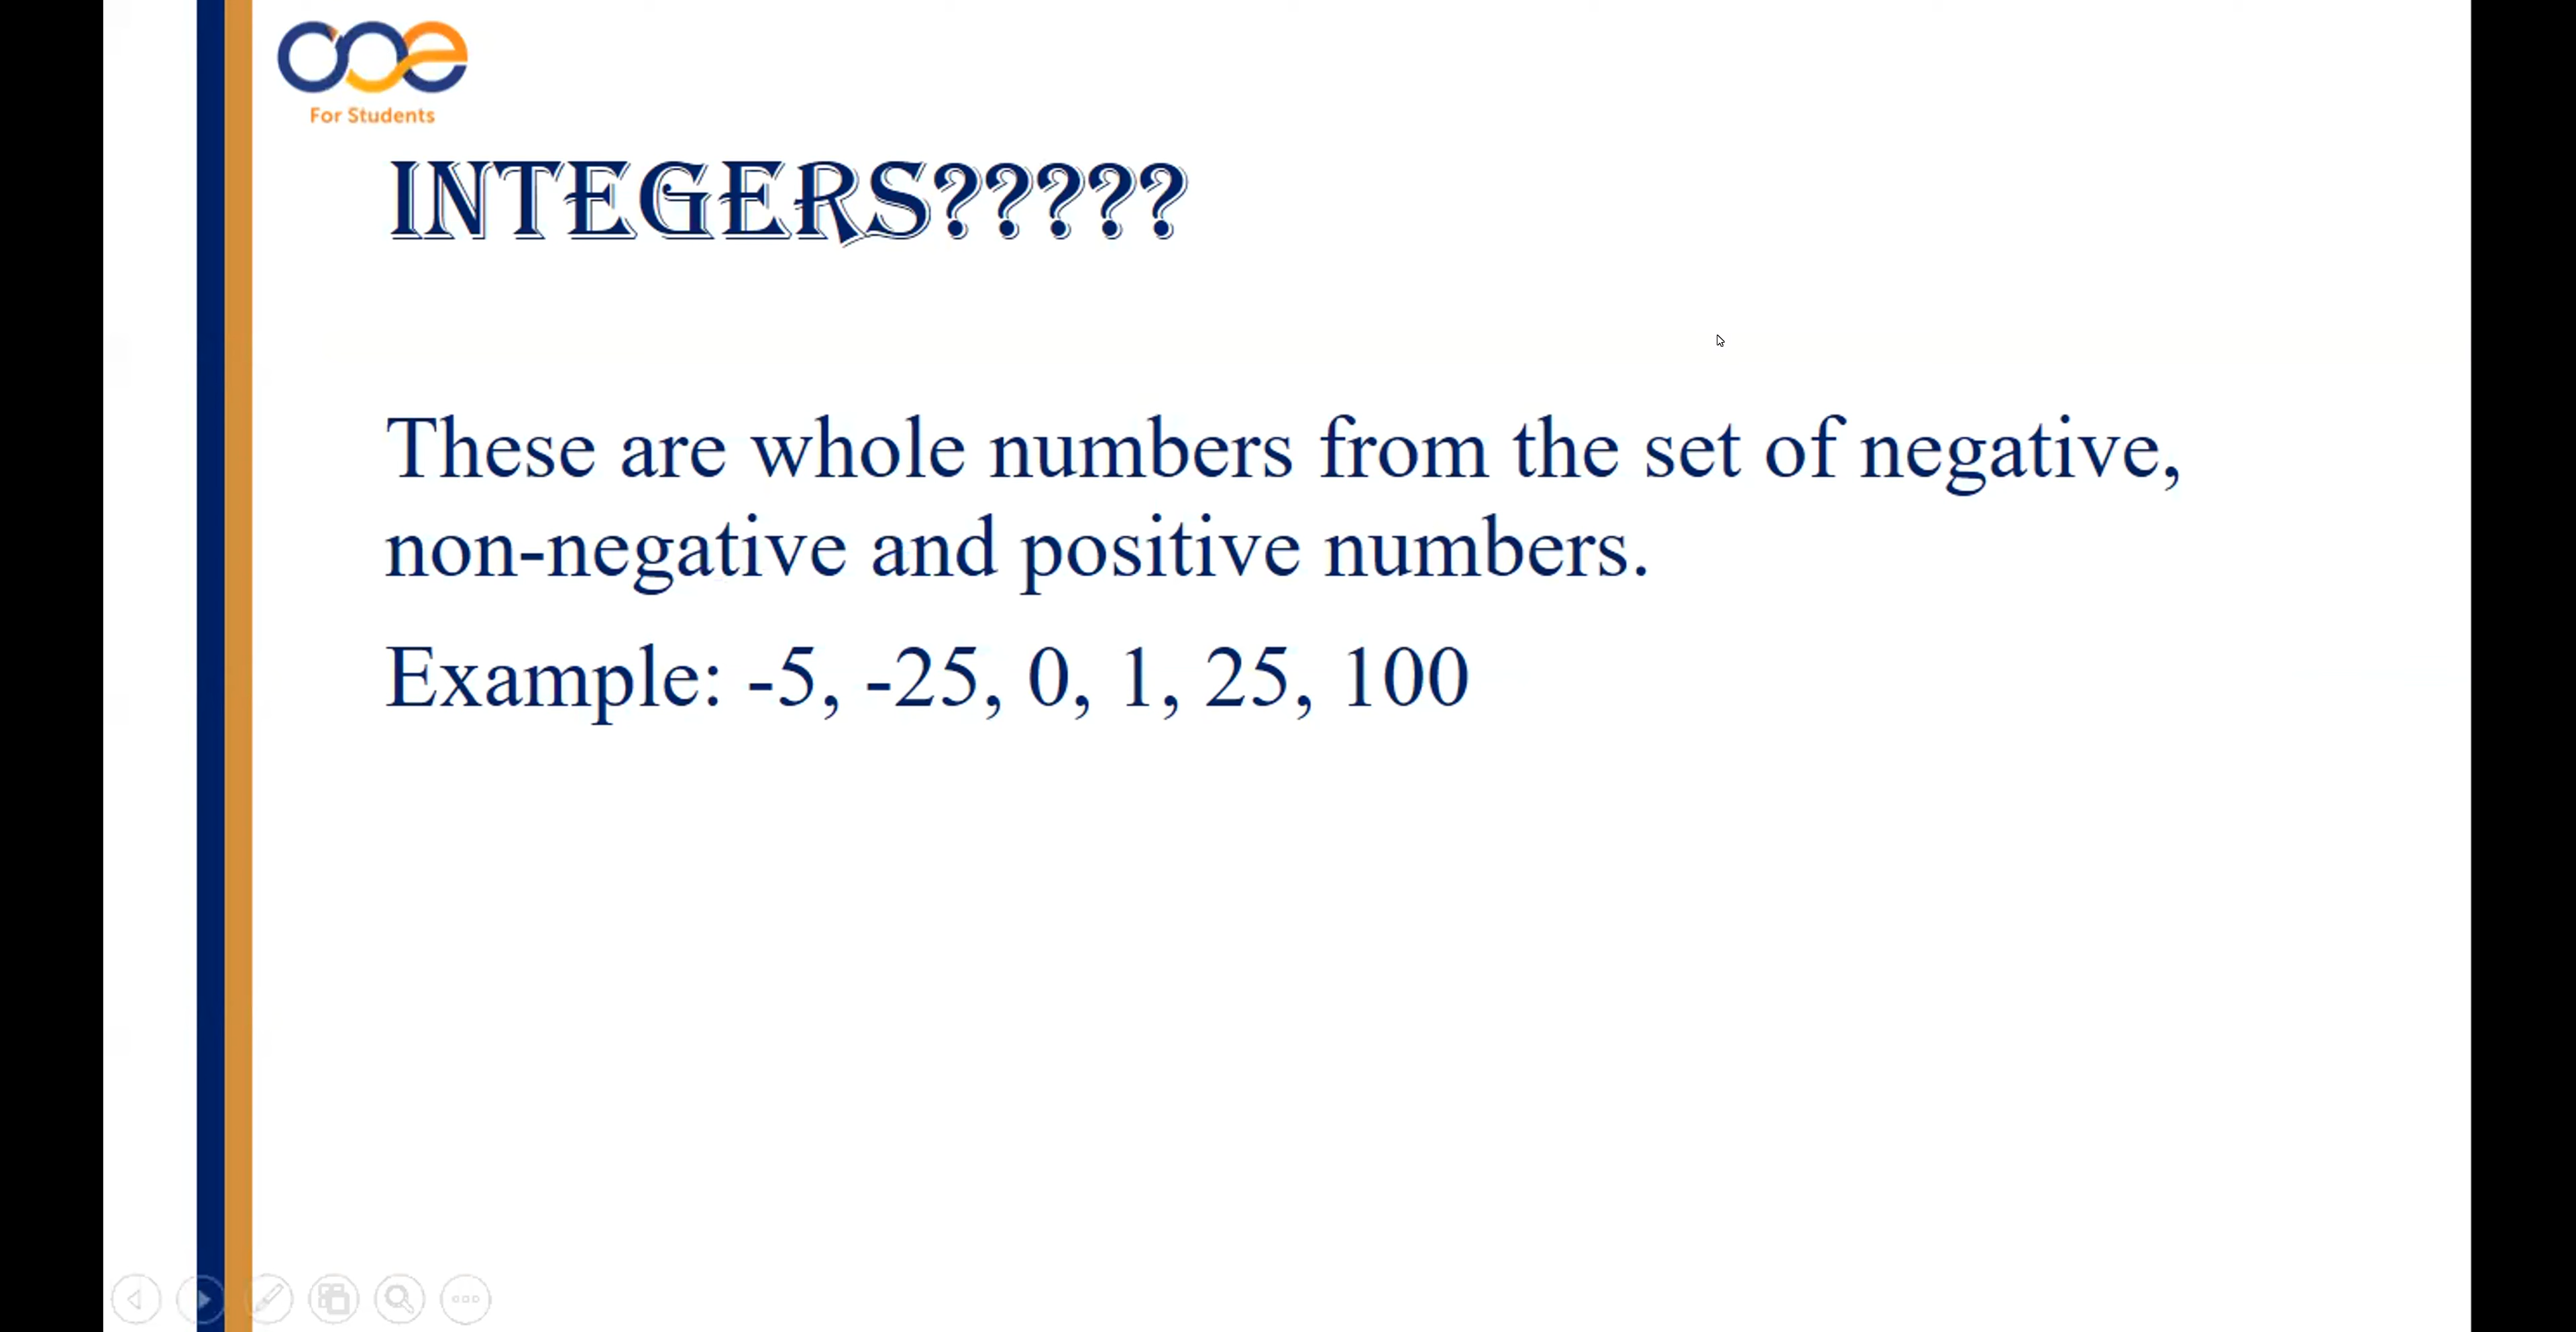 ooe
For Students
INTEGERS?????
These are whole numbers from the set of negative,
non-negative and positive numbers.
Example: -5, -25, 0, 1, 25, 100